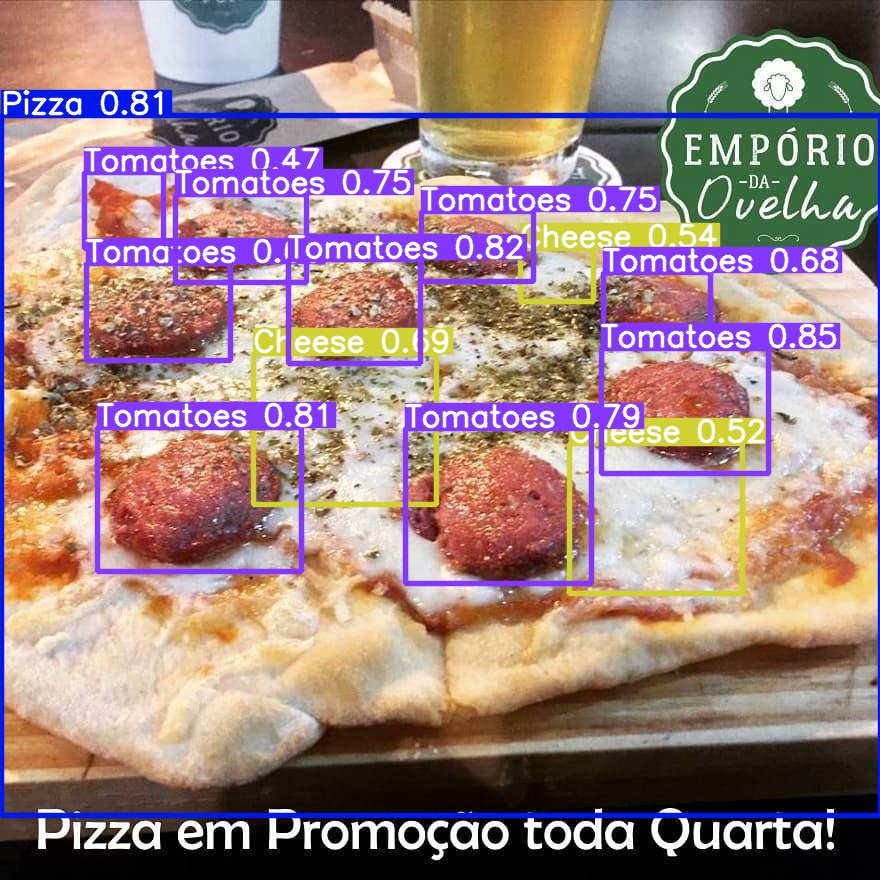 Pizza 0.81
EMPÓRIO
-DA-
Ovelha
Tomatoes 0.47
Tomatoes 0.75
Tomatoes 0.75
Cheese 0.54
Tomatoes 0.82
Tomatoes 0.68
Cheese 0.69
Tomatoes 0.85
Tomatoes 0.81
Tomatoes 0.79
Cheese 0.52
Pizza em Promoção toda Quarta!